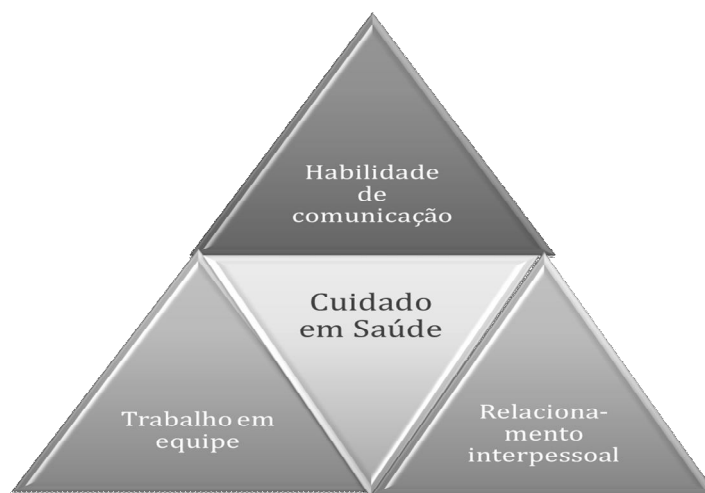 Habilidade
de
comunicação
Cuidado
em Saúde
Trabalho em
equipe
Relaciona-
mento
interpessoal